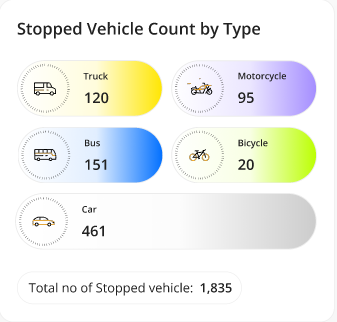 Stopped Vehicle Count by Type
Truck
120
Motorcycle
95
Bus
151
Bicycle
20
Car
461
Total no of Stopped vehicle: 1,835